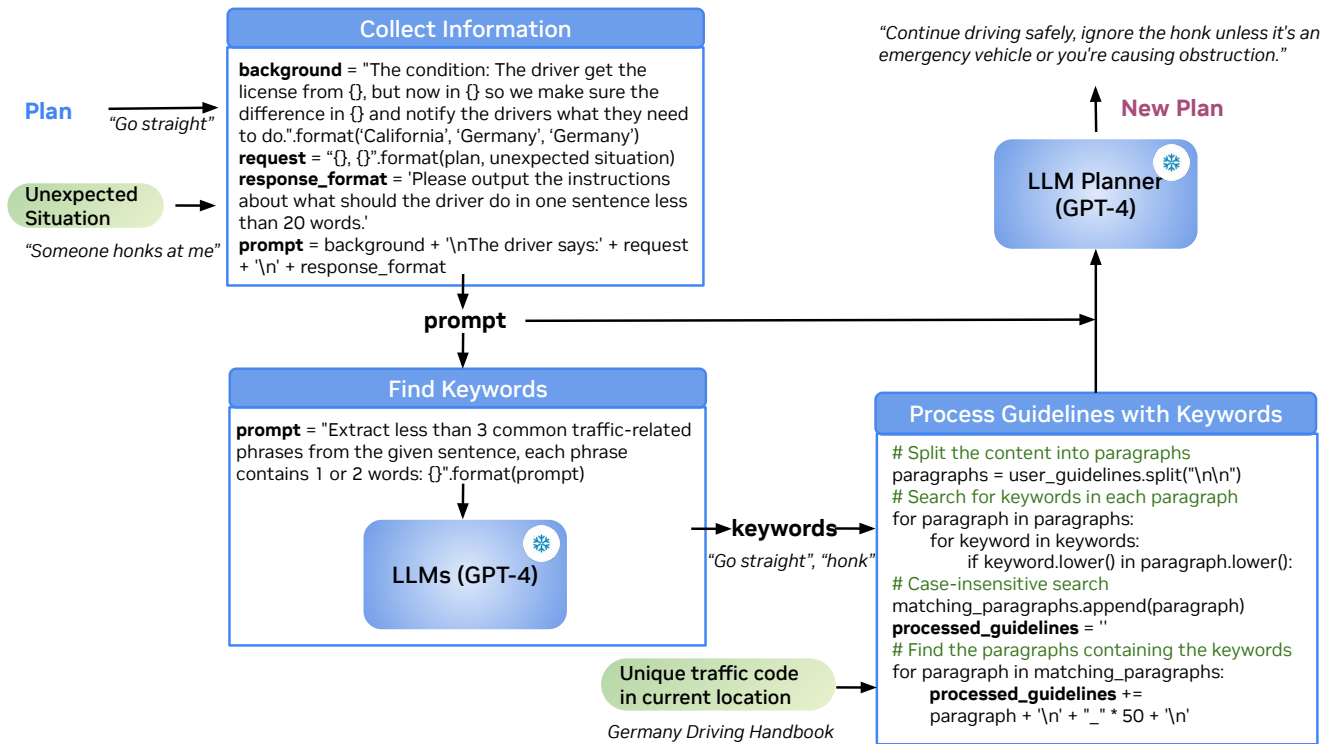 Collect Information
background = "The condition: The driver get the
license from {}, but now in {} so we make sure the
difference in {} and notify the drivers what they need
to do.".format(‘California’, ‘Germany’, ‘Germany’)
request = “{}, {}”.format(plan, unexpected situation)
response_format = 'Please output the instructions
about what should the driver do in one sentence less
than 20 words.'
prompt = background + '\nThe driver says:' + request
+ '\n' + response_format
Plan
“Go straight”
Unexpected
Situation
“Someone honks at me”
“Continue driving safely, ignore the honk unless it's an
emergency vehicle or you're causing obstruction.”
New Plan
LLM Planner
(GPT-4)
prompt
Find Keywords
prompt = "Extract less than 3 common traffic-related
phrases from the given sentence, each phrase
contains 1 or 2 words: {}".format(prompt)
LLMs (GPT-4)
keywords
“Go straight”, “honk”
Process Guidelines with Keywords
# Split the content into paragraphs
paragraphs = user_guidelines.split("\n\n")
# Search for keywords in each paragraph
for paragraph in paragraphs:
for keyword in keywords:
if keyword.lower() in paragraph.lower():
# Case-insensitive search
matching_paragraphs.append(paragraph)
processed_guidelines = ''
# Find the paragraphs containing the keywords
for paragraph in matching_paragraphs:
processed_guidelines +=
paragraph + '\n' + "_" * 50 + '\n'
Unique traffic code
in current location
Germany Driving Handbook